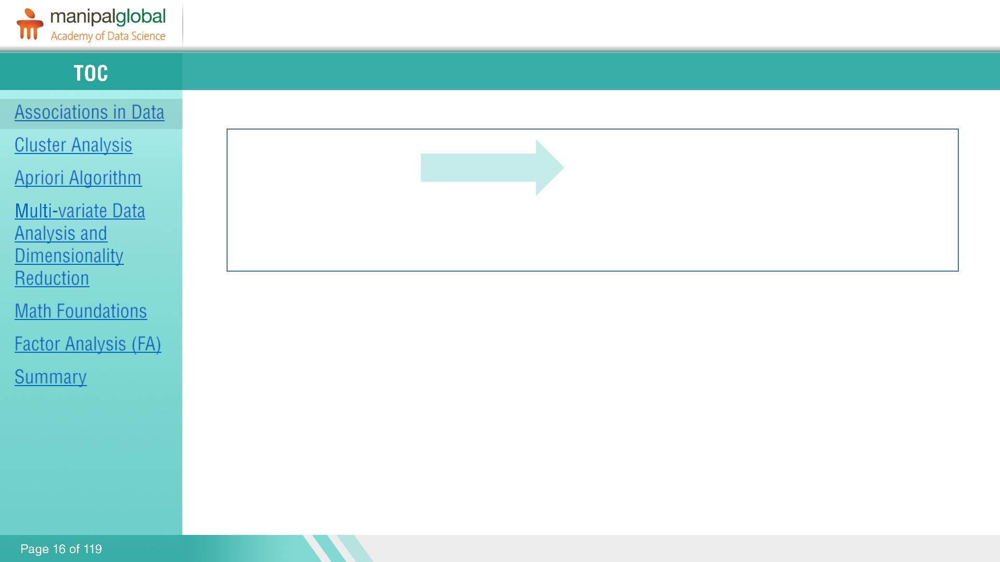 manipalglobal
Academy of Data Science
TOC
Associations in Data
Cluster Analysis
Apriori Algorithm
Multi-variate Data
Analysis and
Dimensionality
Reduction
Math Foundations
Factor Analysis (FA)
Summary
Page 16 of 119